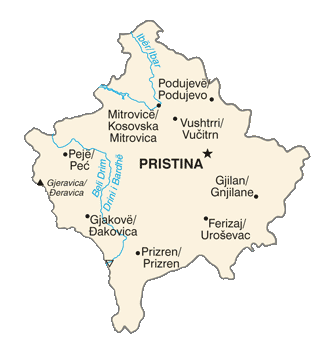 Ibër/Ibar
Podujevë/
Podujevo
Mitrovicë/
Kosovska
Mitrovica
Vushtrri/
Vučitrn
PRISTINA
Pejë/
Peć
Gjeravica/
Đeravica
Beli Drim
Drini i Bardhë
Gjilan/
Gnjilane
Gjakovë/
Đakovica
Ferizaj/
Uroševac
Prizren/
Prizren